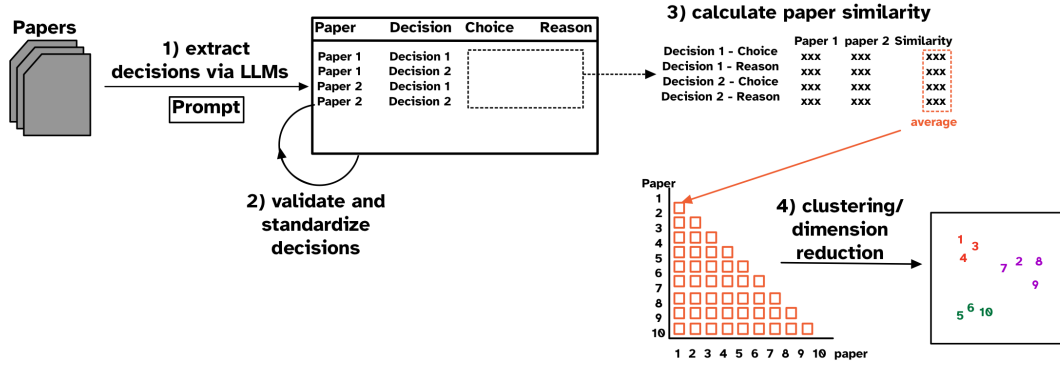 Papers
1) extract
decisions via LLMs
Prompt
Paper Decision Choice Reason
Paper 1 Decision 1
Paper 1 Decision 2
Paper 2 Decision 1
Paper 2 Decision 2
2) validate and
standardize
decisions
3) calculate paper similarity
Paper 1 paper 2 Similarity
Decision 1 - Choice xxx xxx xxx
Decision 1 - Reason xxx xxx xxx
Decision 2 - Choice xxx xxx xxx
Decision 2 - Reason xxx xxx xxx
average
Paper
1
2
3
4
5
6
7
8
9
10
1 2 3 4 5 6 7 8 9 10 paper
4) clustering/
dimension
reduction
1
3
4
7 2 8
9
5 6 10